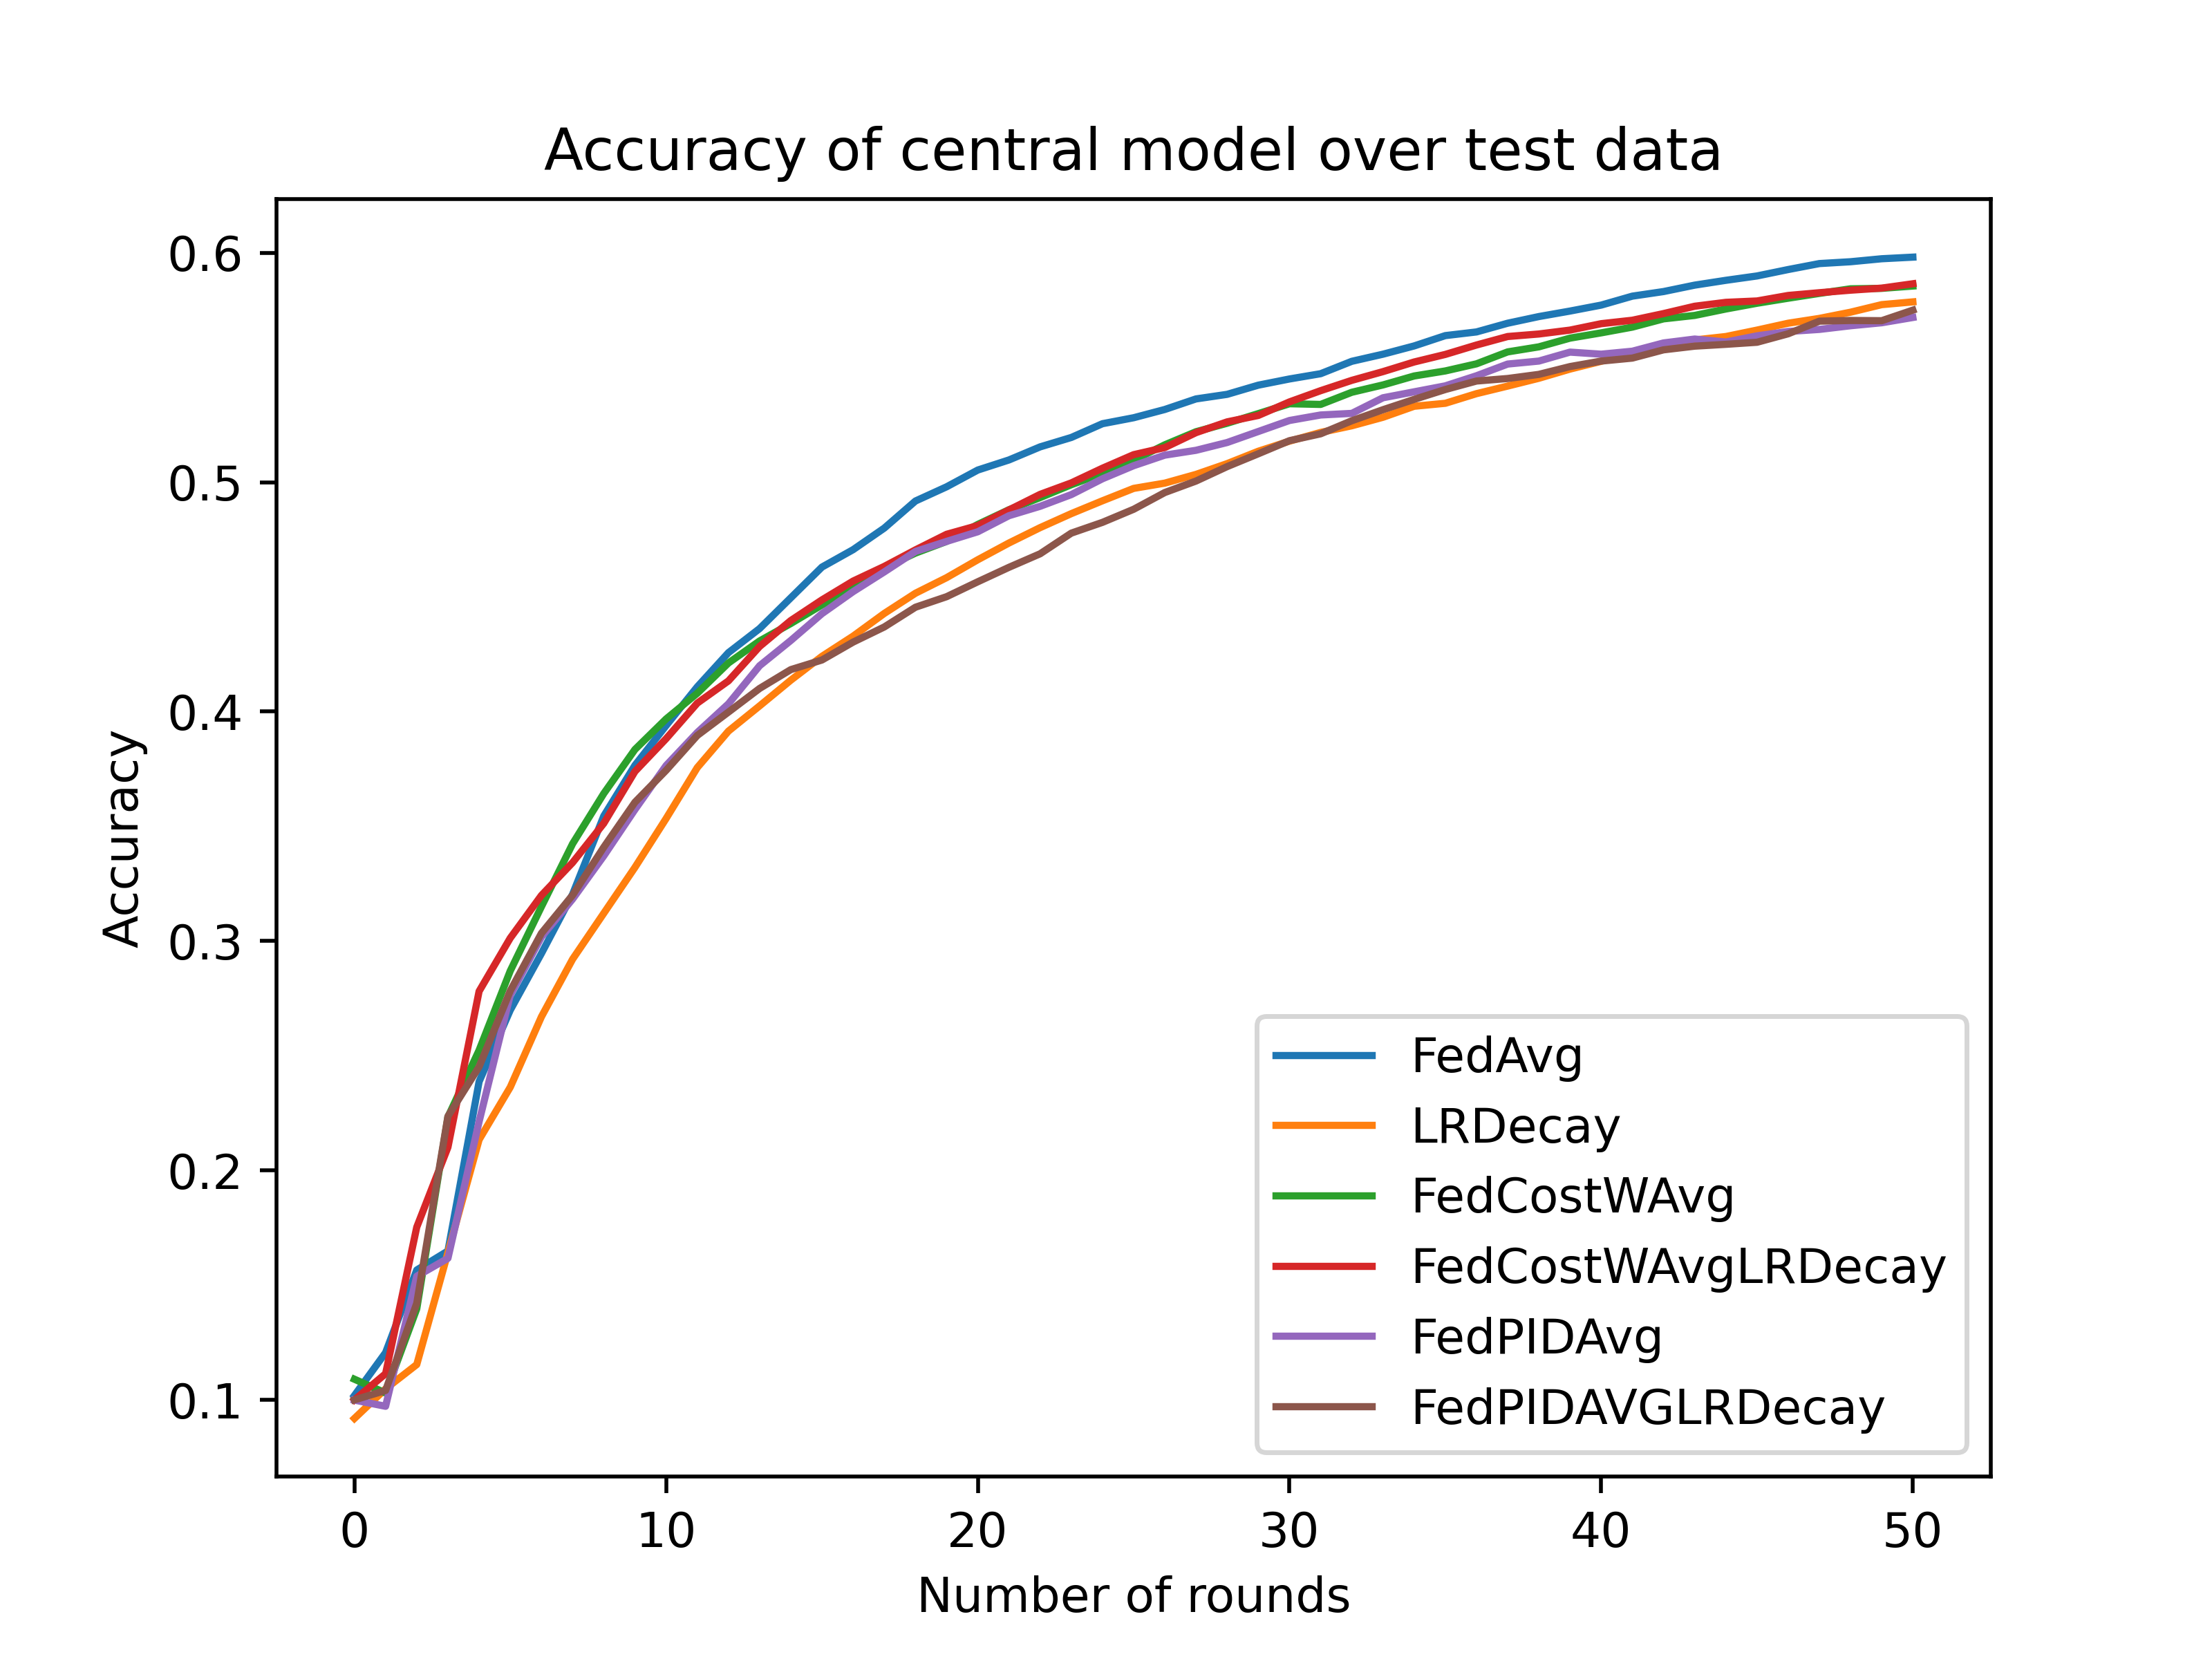 Accuracy of central model over test data
Accuracy
0.6
0.5
0.4
0.3
0.2
0.1
0 10 20 30 40 50
Number of rounds
FedAvg
LRDecay
FedCostWAvg
FedCostWAvgLRDecay
FedPIDAvg
FedPIDAVGLRDecay